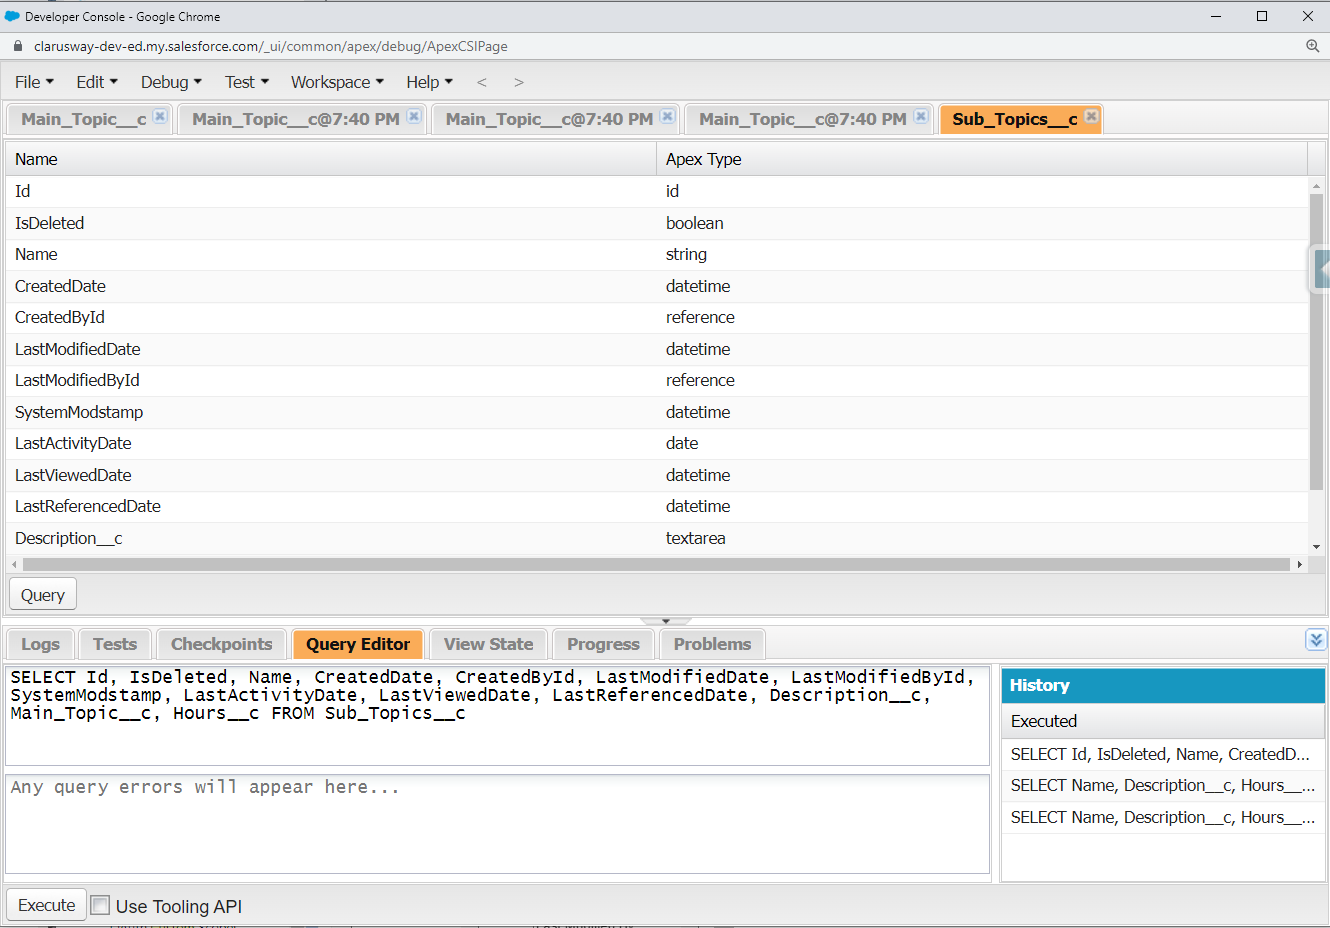 Developer Console - Google Chrome
clarusway-dev-ed.my.salesforce.com/_ui/common/apex/debug/ApexCSIPage
File Edit Debug Test Workspace Help < >
Main_Topic__c Main_Topic__c@7:40 PM Main_Topic__c@7:40 PM Main_Topic__c@7:40 PM Sub_Topics__c
Name Apex Type
Id id
IsDeleted boolean
Name string
CreatedDate datetime
CreatedById reference
LastModifiedDate datetime
LastModifiedById reference
SystemModstamp datetime
LastActivityDate date
LastViewedDate datetime
LastReferencedDate datetime
Description__c textarea
Query
Logs Tests Checkpoints Query Editor View State Progress Problems
SELECT Id, IsDeleted, Name, CreatedDate, CreatedById, LastModifiedDate, LastModifiedById,
SystemModstamp, LastActivityDate, LastViewedDate, LastReferencedDate, Description__c,
Main_Topic__c, Hours__c FROM Sub_Topics__c
Any query errors will appear here...
History
Executed
SELECT Id, IsDeleted, Name, CreatedD...
SELECT Name, Description__c, Hours__...
SELECT Name, Description__c, Hours__...
Execute Use Tooling API